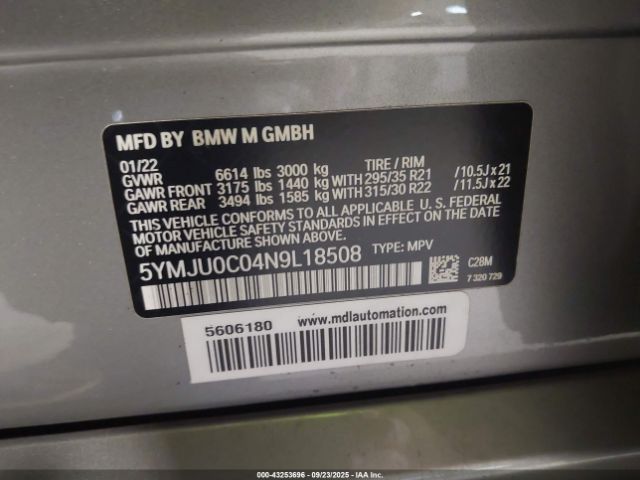 MFD BY BMW M GMBH
01/22 TIRE / RIM
GVWR 6614 lbs 3000 kg
GAWR FRONT 3175 lbs 1440 kg WITH 295/35 R21 /10.5J x 21
GAWR REAR 3494 lbs 1585 kg WITH 315/30 R22 /11.5J x 22
THIS VEHICLE CONFORMS TO ALL APPLICABLE U. S. FEDERAL
MOTOR VEHICLE SAFETY STANDARDS IN EFFECT ON THE DATE
OF MANUFACTURE SHOWN ABOVE.
5YMJU0C04N9L18508 TYPE: MPV
C28M
7 320 729
5606180 www.mdlautomation.com
000-43253696 - 09/23/2025 - IAA Inc.